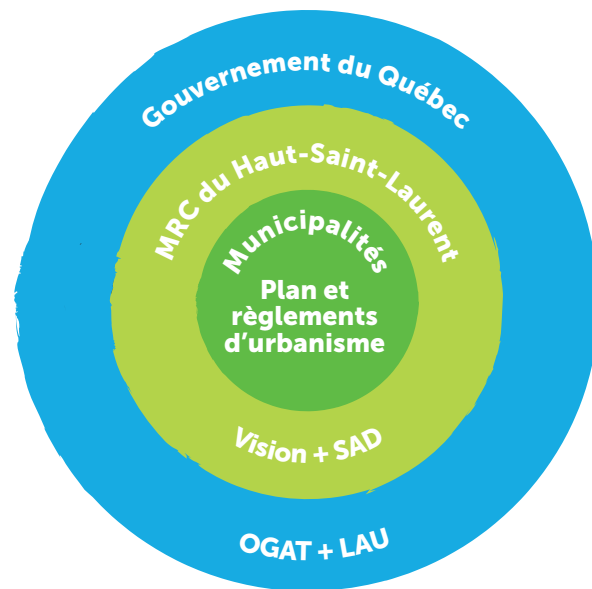 Gouvernement du Québec
MRC du Haut-Saint-Laurent
Municipalités
Plan et
règlements
d'urbanisme
Vision + SAD
OGAT + LAU